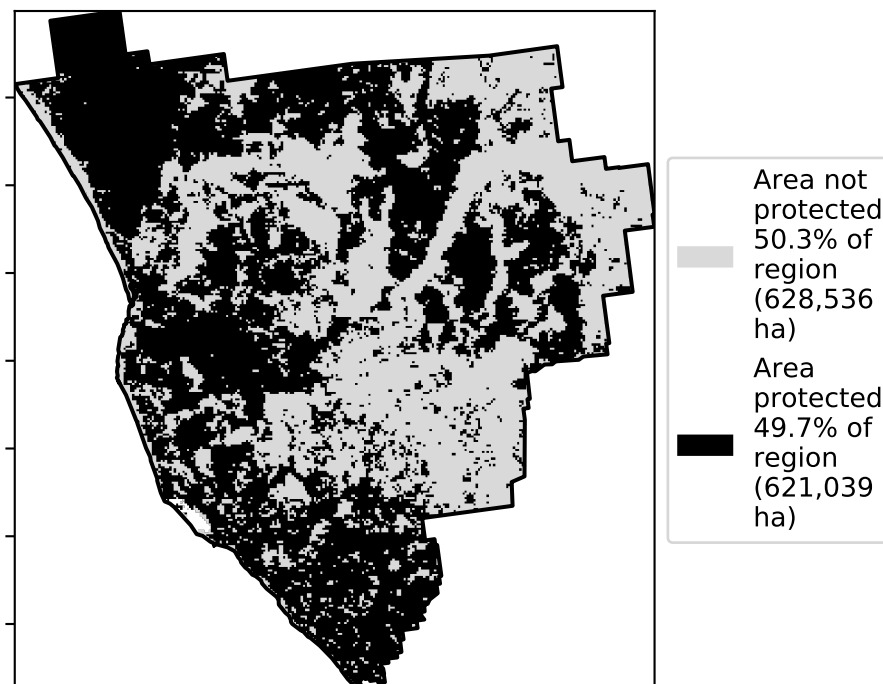 Area not
protected
50.3% of
region
(628,536
ha)
Area
protected
49.7% of
region
(621,039
ha)